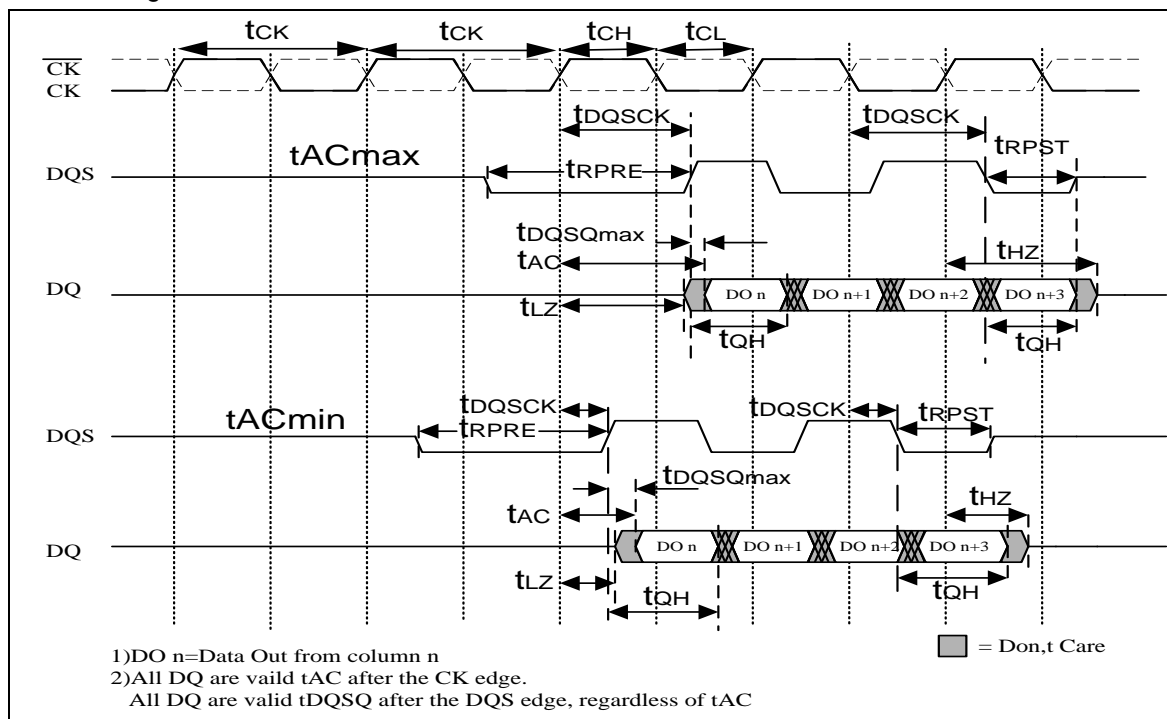 tCK tCK tCH tCL
CK
CK
tDQSCK tDQSCK
tACmax
tRPRE
tRPST
DQS
tDQSQmax
tAC
tHZ
DQ
DO n DO n+1 DO n+2 DO n+3
tLZ
tQH tQH
tACmin
tDQSCK tDQSCK
tRPRE
tRPST
DQS
tDQSQmax
tAC
tHZ
DQ
DO n DO n+1 DO n+2 DO n+3
tLZ
tQH tQH
= Don,t Care
1)DO n=Data Out from column n
2)All DQ are vaild tAC after the CK edge.
All DQ are valid tDQSQ after the DQS edge, regardless of tAC